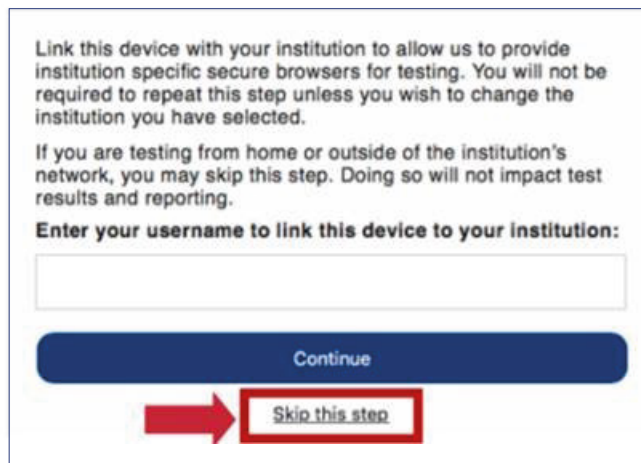 Link this device with your institution to allow us to provide
institution specific secure browsers for testing. You will not be
required to repeat this step unless you wish to change the
institution you have selected.
If you are testing from home or outside of the institution's
network, you may skip this step. Doing so will not impact test
results and reporting.
Enter your username to link this device to your institution:
Continue
Skip this step